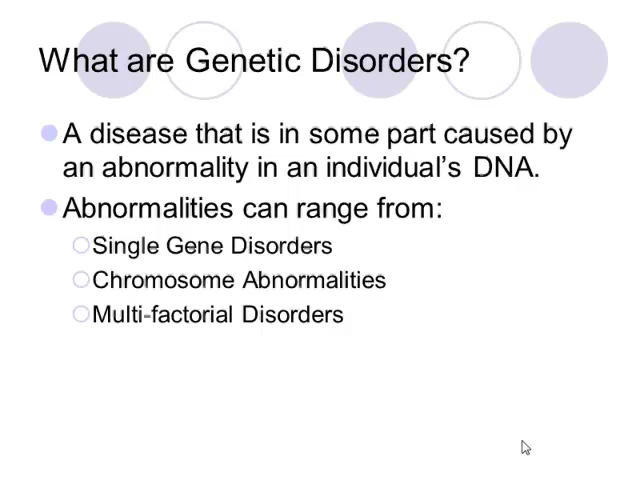 What are Genetic Disorders?
A disease that is in some part caused by
an abnormality in an individual’s DNA.
Abnormalities can range from:
Single Gene Disorders
Chromosome Abnormalities
Multi-factorial Disorders